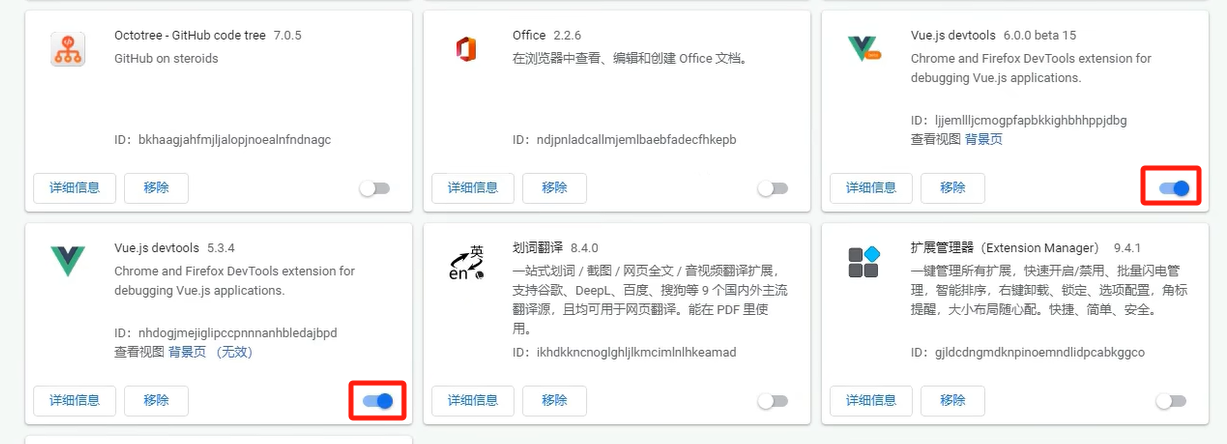 Octotree - GitHub code tree 7.0.5
GitHub on steroids
ID：bkhaagjahfmjljalopjnoealnfndnagc
详细信息 移除
Office 2.2.6
在浏览器中查看、编辑和创建 Office 文档。
ID：ndjpnladcallmjemlbaebfadecfhkepb
详细信息 移除
Vue.js devtools 6.0.0 beta 15
Chrome and Firefox DevTools extension for
debugging Vue.js applications.
ID：ljjemllljcmogpfapbkkighbhhppjdbg
查看视图 背景页
详细信息 移除
Vue.js devtools 5.3.4
Chrome and Firefox DevTools extension for
debugging Vue.js applications.
ID：nhdogjmejiglipccpnnnanhbledajbpd
查看视图 背景页 （无效）
详细信息 移除
英
en
划词翻译 8.4.0
一站式划词 / 截图 / 网页全文 / 音视频翻译扩展，
支持谷歌、DeepL、百度、搜狗等 9 个国内外主流
翻译源，且均可用于网页翻译。能在 PDF 里使
用。
ID：ikhdkkncnoglghljlkmcimlnlhkeamad
详细信息 移除
扩展管理器（Extension Manager） 9.4.1
一键管理所有扩展，快速开启/禁用、批量闪电管
理，智能排序，右键卸载、锁定、选项配置，角标
提醒，大小布局随心配。快捷、简单、安全。
ID：gjldcdngmdknpinoemndlidpcabkggco
详细信息 移除